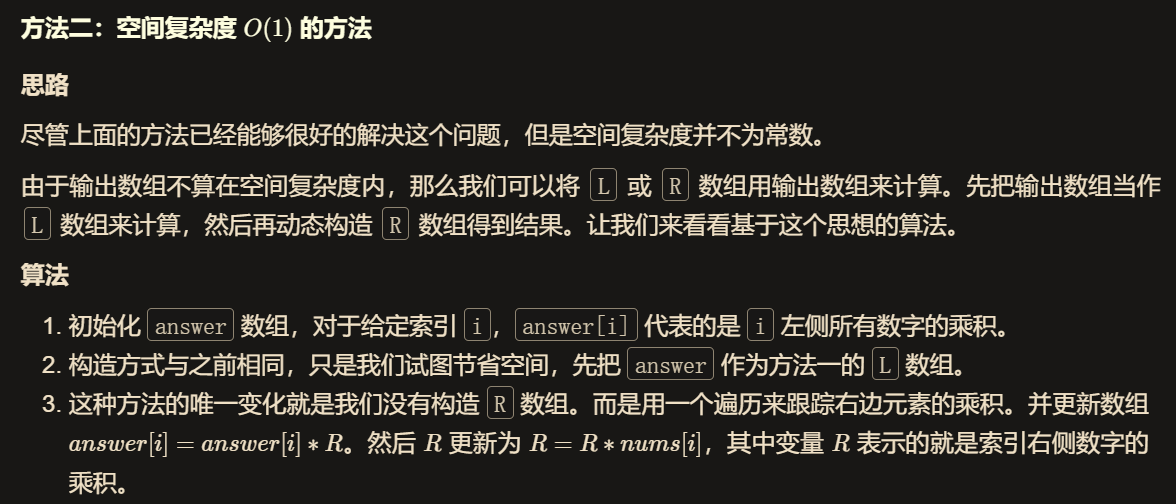 方法二：空间复杂度 O(1) 的方法
思路
尽管上面的方法已经能够很好的解决这个问题，但是空间复杂度并不为常数。
由于输出数组不算在空间复杂度内，那么我们可以将 L 或 R 数组用输出数组来计算。先把输出数组当作
L 数组来计算，然后再动态构造 R 数组得到结果。让我们来看看基于这个思想的算法。
算法
1. 初始化 answer 数组，对于给定索引 i，answer[i] 代表的是 i 左侧所有数字的乘积。
2. 构造方式与之前相同，只是我们试图节省空间，先把 answer 作为方法一的 L 数组。
3. 这种方法的唯一变化就是我们没有构造 R 数组。而是用一个遍历来跟踪右边元素的乘积。并更新数组
answer[i] = answer[i] * R。然后 R 更新为 R = R * nums[i]，其中变量 R 表示的就是索引右侧数字的
乘积。